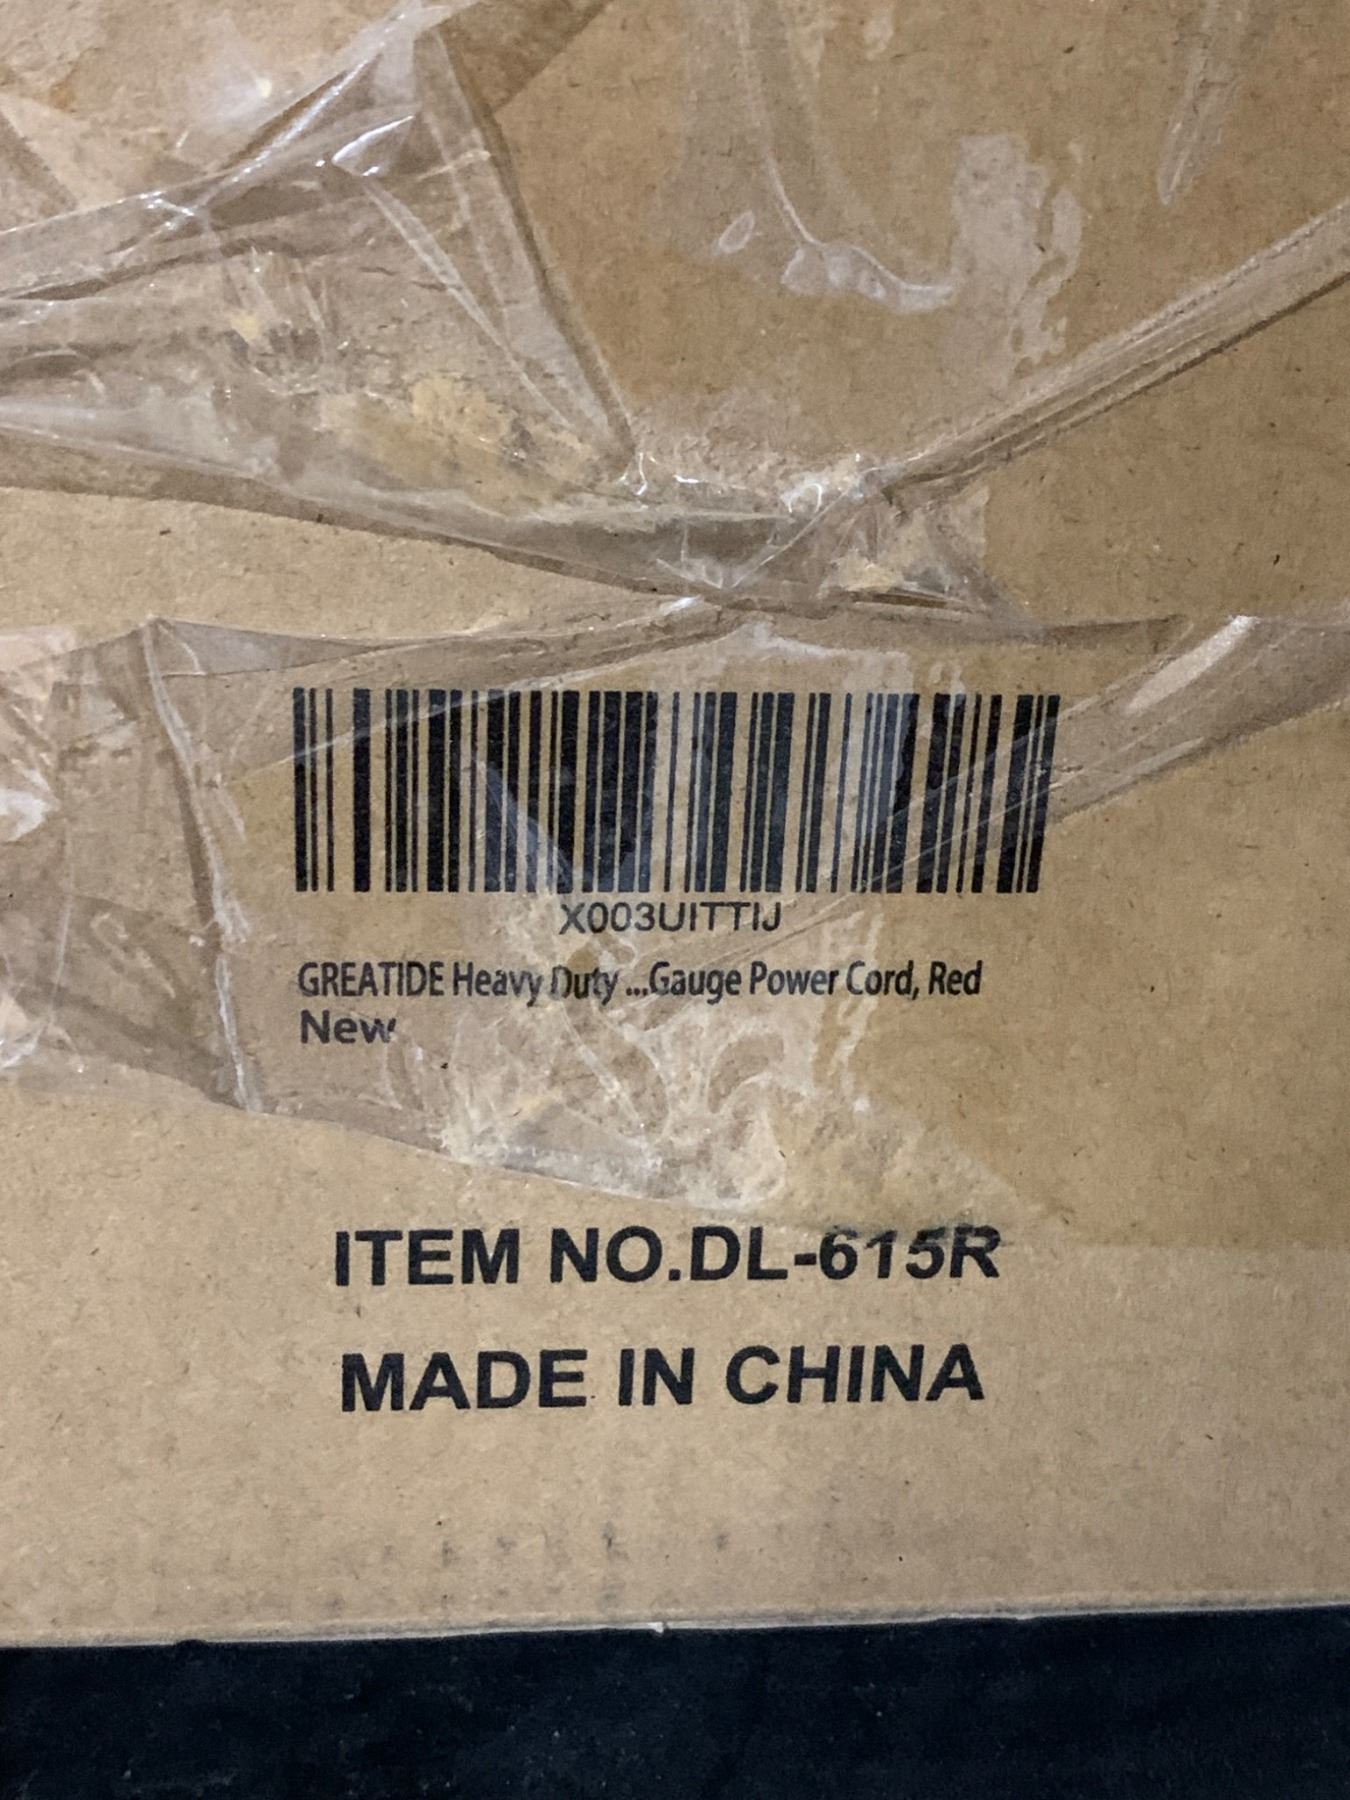 X003UITTIJ
GREATIDE Heavy Duty ...Gauge Power Cord, Red
New
ITEM NO.DL-615R
MADE IN CHINA